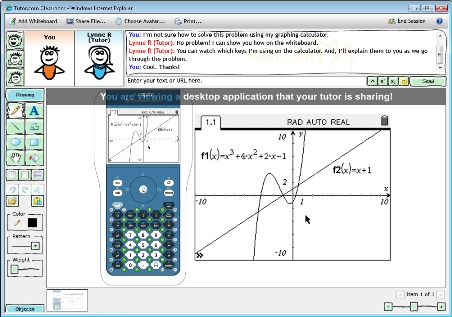 Tutor.com Classroom - Windows Internet Explorer
Add Whiteboard Share Files... Choose Avatar... Print... End Session
You Lynne R (Tutor)
You: I'm not sure how to solve this problem using my graphing calculator.
Lynne R (Tutor): No problem! I can show you how on the whiteboard.
Lynne R (Tutor): You can watch which keys I'm using on the calculator. And, I'll explain them to you as we go through the problem.
You: Cool. Thanks!
Enter your text or URL here.
Send
You are viewing a desktop application that your tutor is sharing!
Drawing
1.1 RAD AUTO REAL
10 y
f1(x)=x³+4·x²+2·x-1
f2(x)=x+1
2
x
-10 1 10
-10
Color
Pattern
Weight
Objects
Item 1 of 1